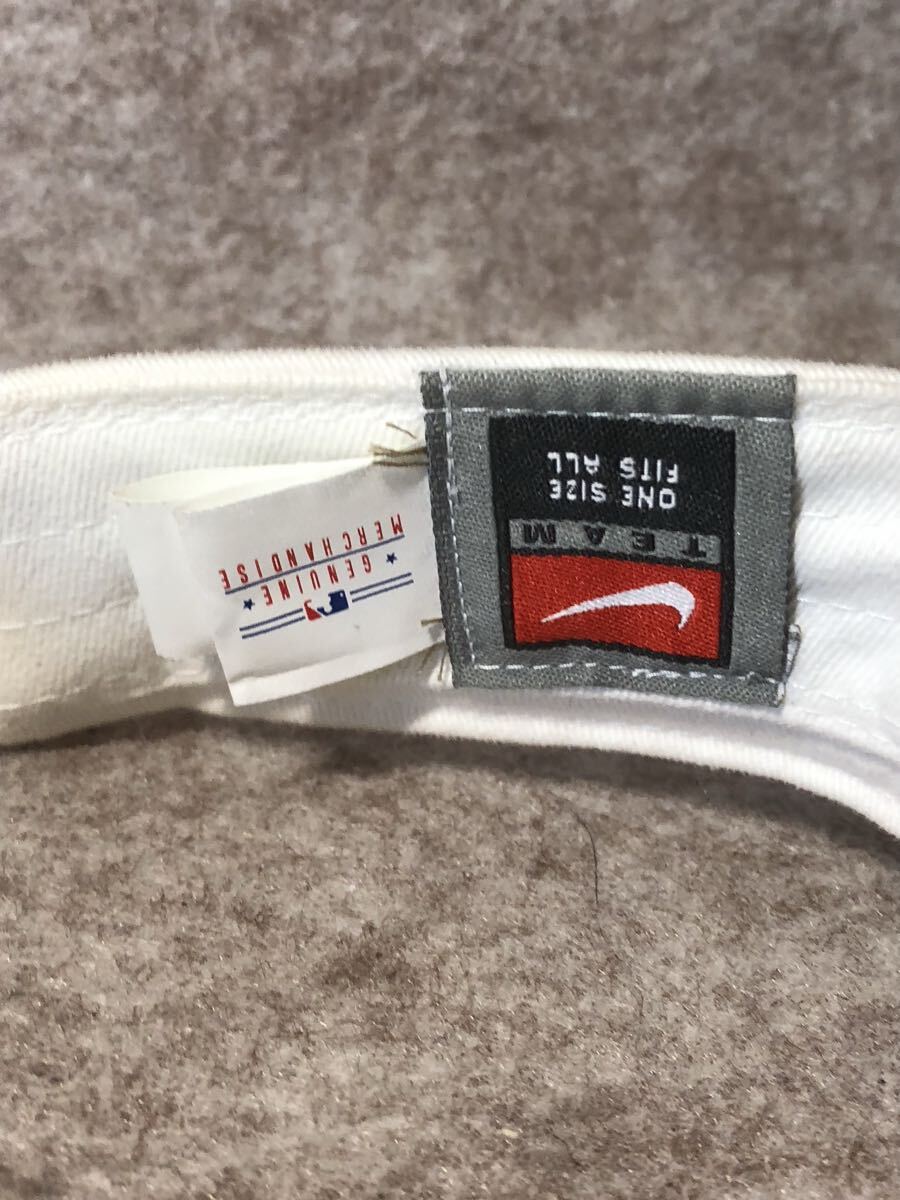 GENUINE
MERCHANDISE
TEAM
ONE SIZE
FITS ALL